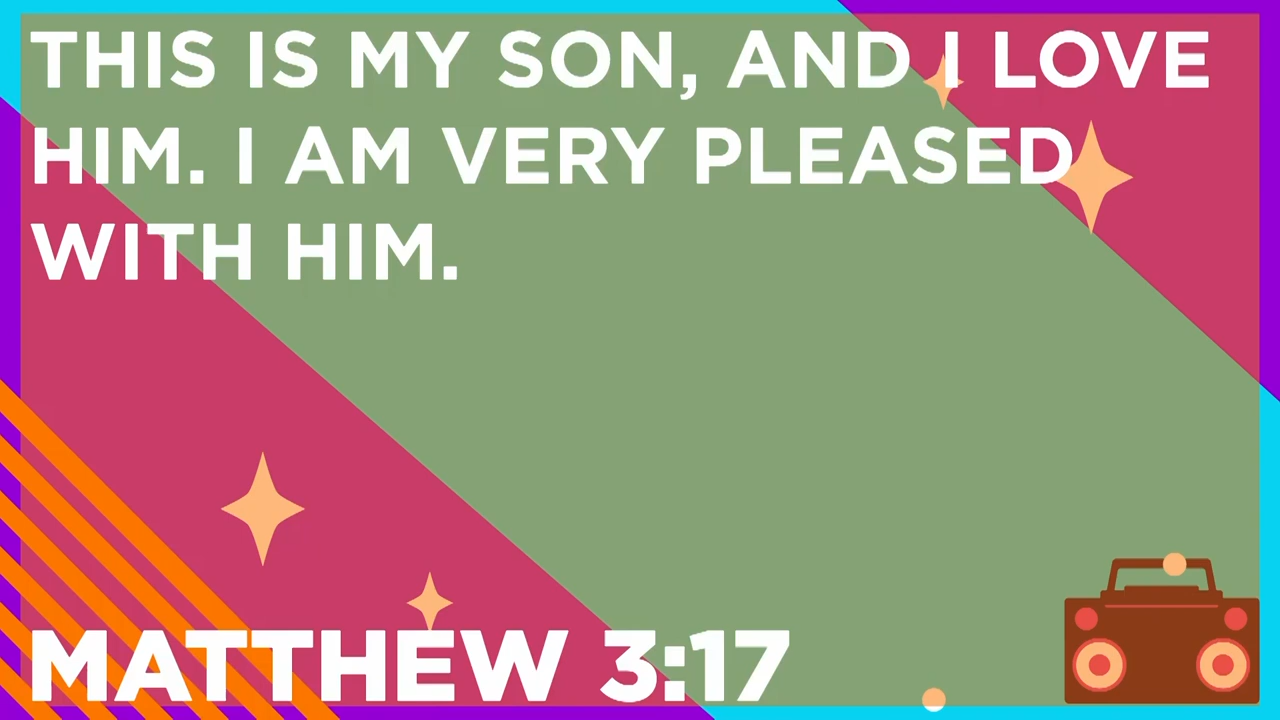 THIS IS MY SON, AND I LOVE
HIM. I AM VERY PLEASED
WITH HIM.
MATTHEW 3:17